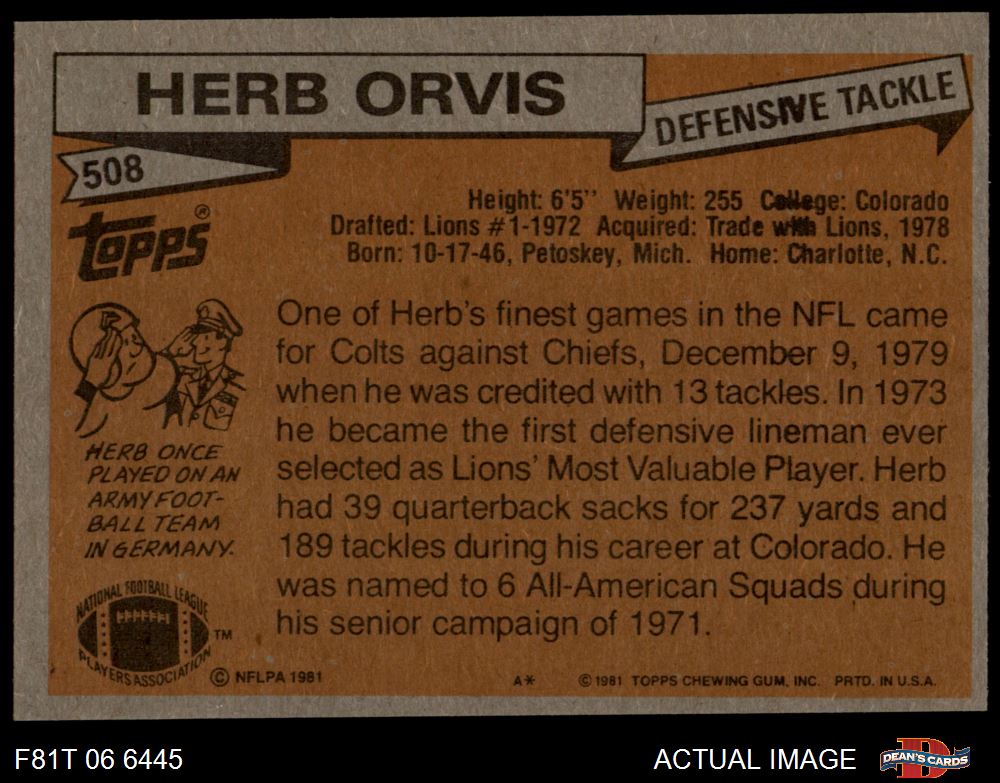 HERB ORVIS
DEFENSIVE TACKLE
508
Topps®
Height: 6'5'' Weight: 255 College: Colorado
Drafted: Lions #1-1972 Acquired: Trade with Lions, 1978
Born: 10-17-46, Petoskey, Mich. Home: Charlotte, N.C.
One of Herb's finest games in the NFL came
for Colts against Chiefs, December 9, 1979
when he was credited with 13 tackles. In 1973
he became the first defensive lineman ever
selected as Lions' Most Valuable Player. Herb
had 39 quarterback sacks for 237 yards and
189 tackles during his career at Colorado. He
was named to 6 All-American Squads during
his senior campaign of 1971.
HERB ONCE
PLAYED ON AN
ARMY FOOT-
BALL TEAM
IN GERMANY.
NATIONAL FOOTBALL LEAGUE
PLAYERS ASSOCIATION
™
© NFLPA 1981
A*
© 1981 TOPPS CHEWING GUM, INC. PRTD. IN U.S.A.
F81T 06 6445
ACTUAL IMAGE
DEAN'S CARDS